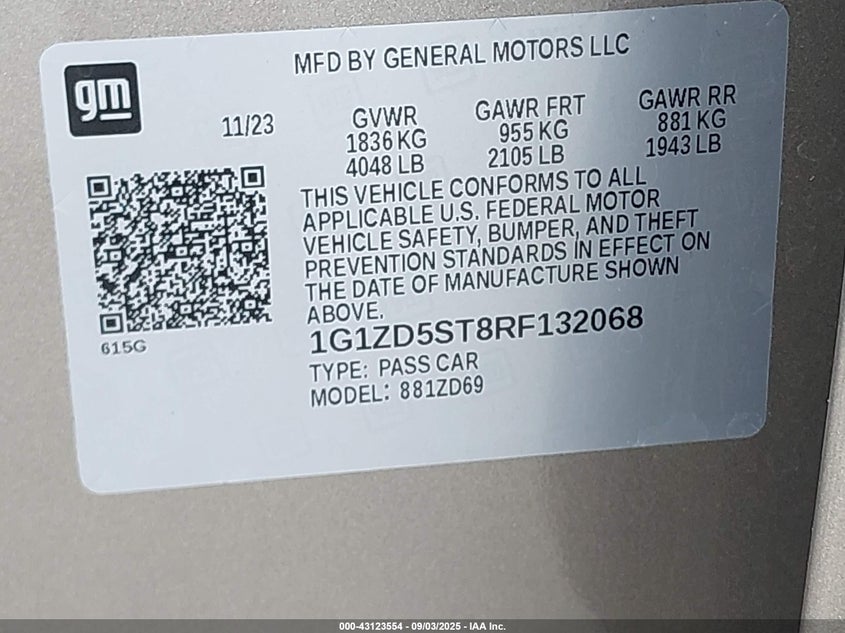 gm
MFD BY GENERAL MOTORS LLC
11/23
GVWR
1836 KG
4048 LB
GAWR FRT
955 KG
2105 LB
GAWR RR
881 KG
1943 LB
THIS VEHICLE CONFORMS TO ALL
APPLICABLE U.S. FEDERAL MOTOR
VEHICLE SAFETY, BUMPER, AND THEFT
PREVENTION STANDARDS IN EFFECT ON
THE DATE OF MANUFACTURE SHOWN
ABOVE.
615G
1G1ZD5ST8RF132068
TYPE: PASS CAR
MODEL: 881ZD69
000-43123554 - 09/03/2025 - IAA Inc.